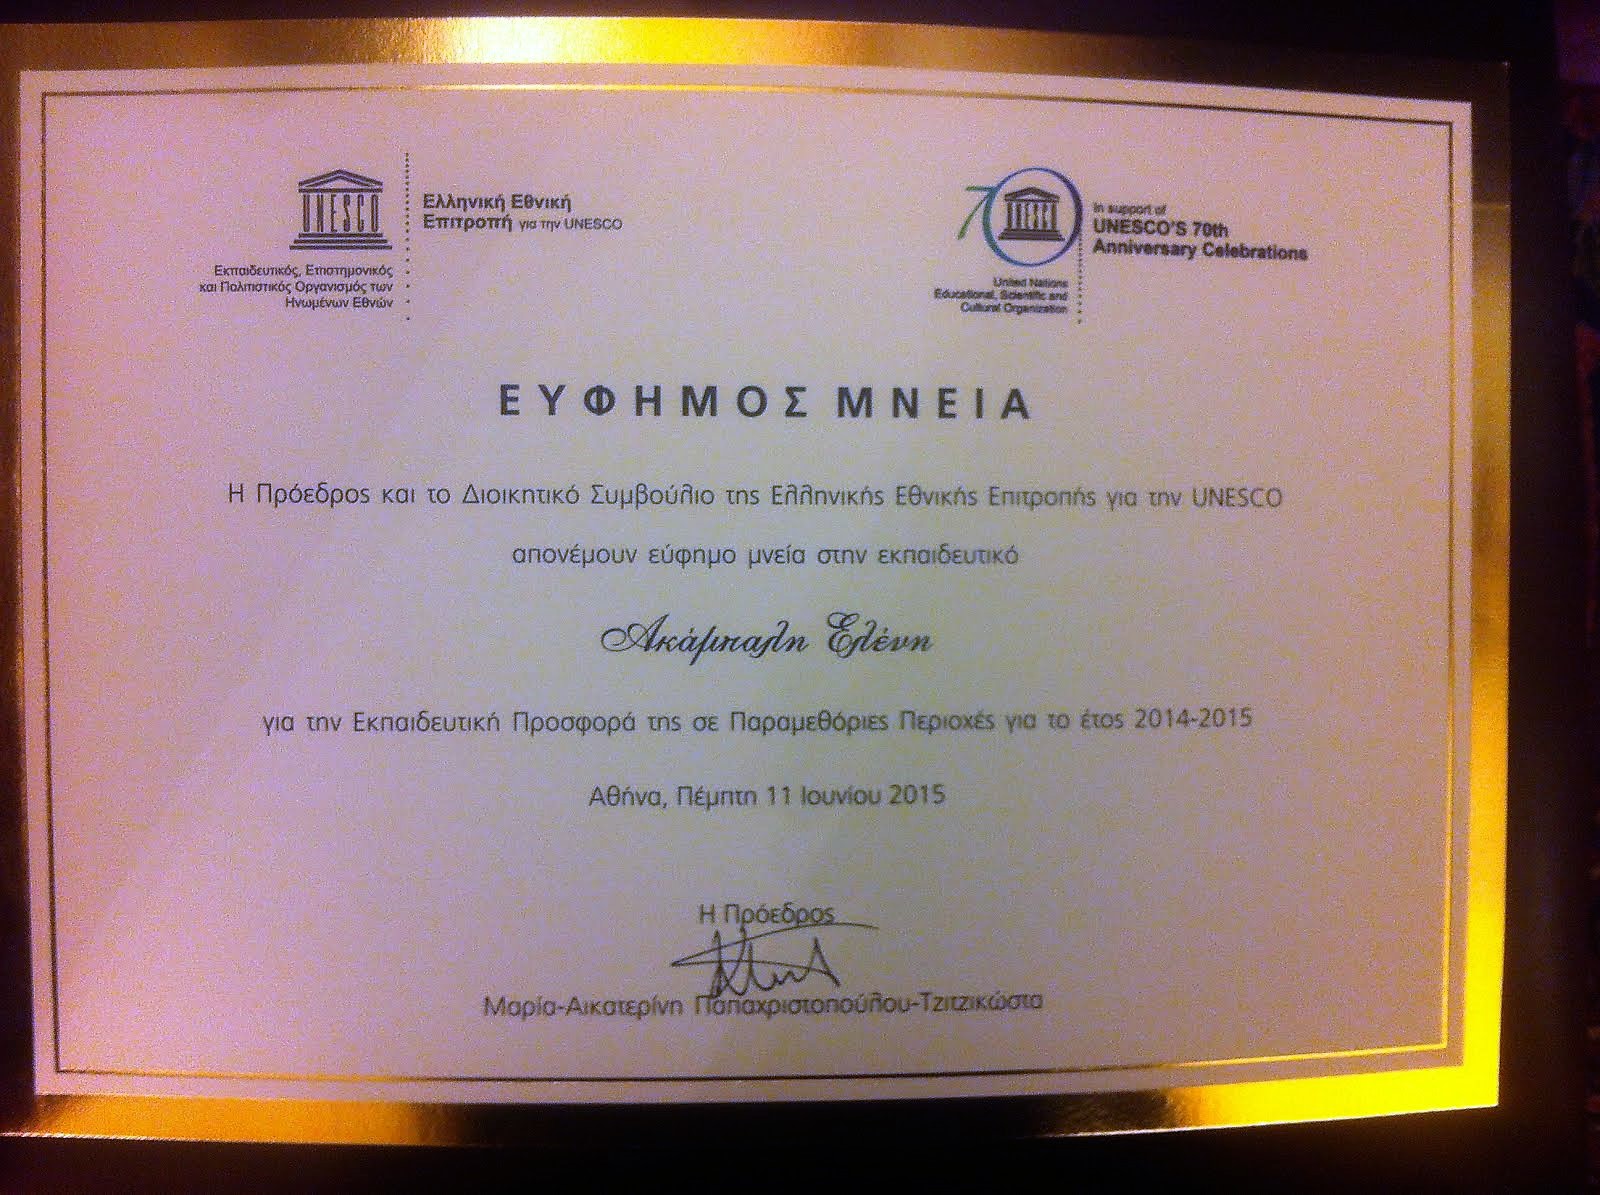 UNESCO
Ελληνική Εθνική
Επιτροπή για την UNESCO
Εκπαιδευτικός, Επιστημονικός
και Πολιτιστικός Οργανισμός των
Ηνωμένων Εθνών
70
UNESCO
In support of
UNESCO'S 70th
Anniversary Celebrations
United Nations
Educational, Scientific and
Cultural Organization
ΕΥΦΗΜΟΣ ΜΝΕΙΑ
Η Πρόεδρος και το Διοικητικό Συμβούλιο της Ελληνικής Εθνικής Επιτροπής για την UNESCO
απονέμουν εύφημο μνεία στην εκπαιδευτικό
Ακάμπαλη Ελένη
για την Εκπαιδευτική Προσφορά της σε Παραμεθόριες Περιοχές για το έτος 2014-2015
Αθήνα, Πέμπτη 11 Ιουνίου 2015
Η Πρόεδρος
Μαρία-Αικατερίνη Παπαχριστοπούλου-Τζιτζικώστα